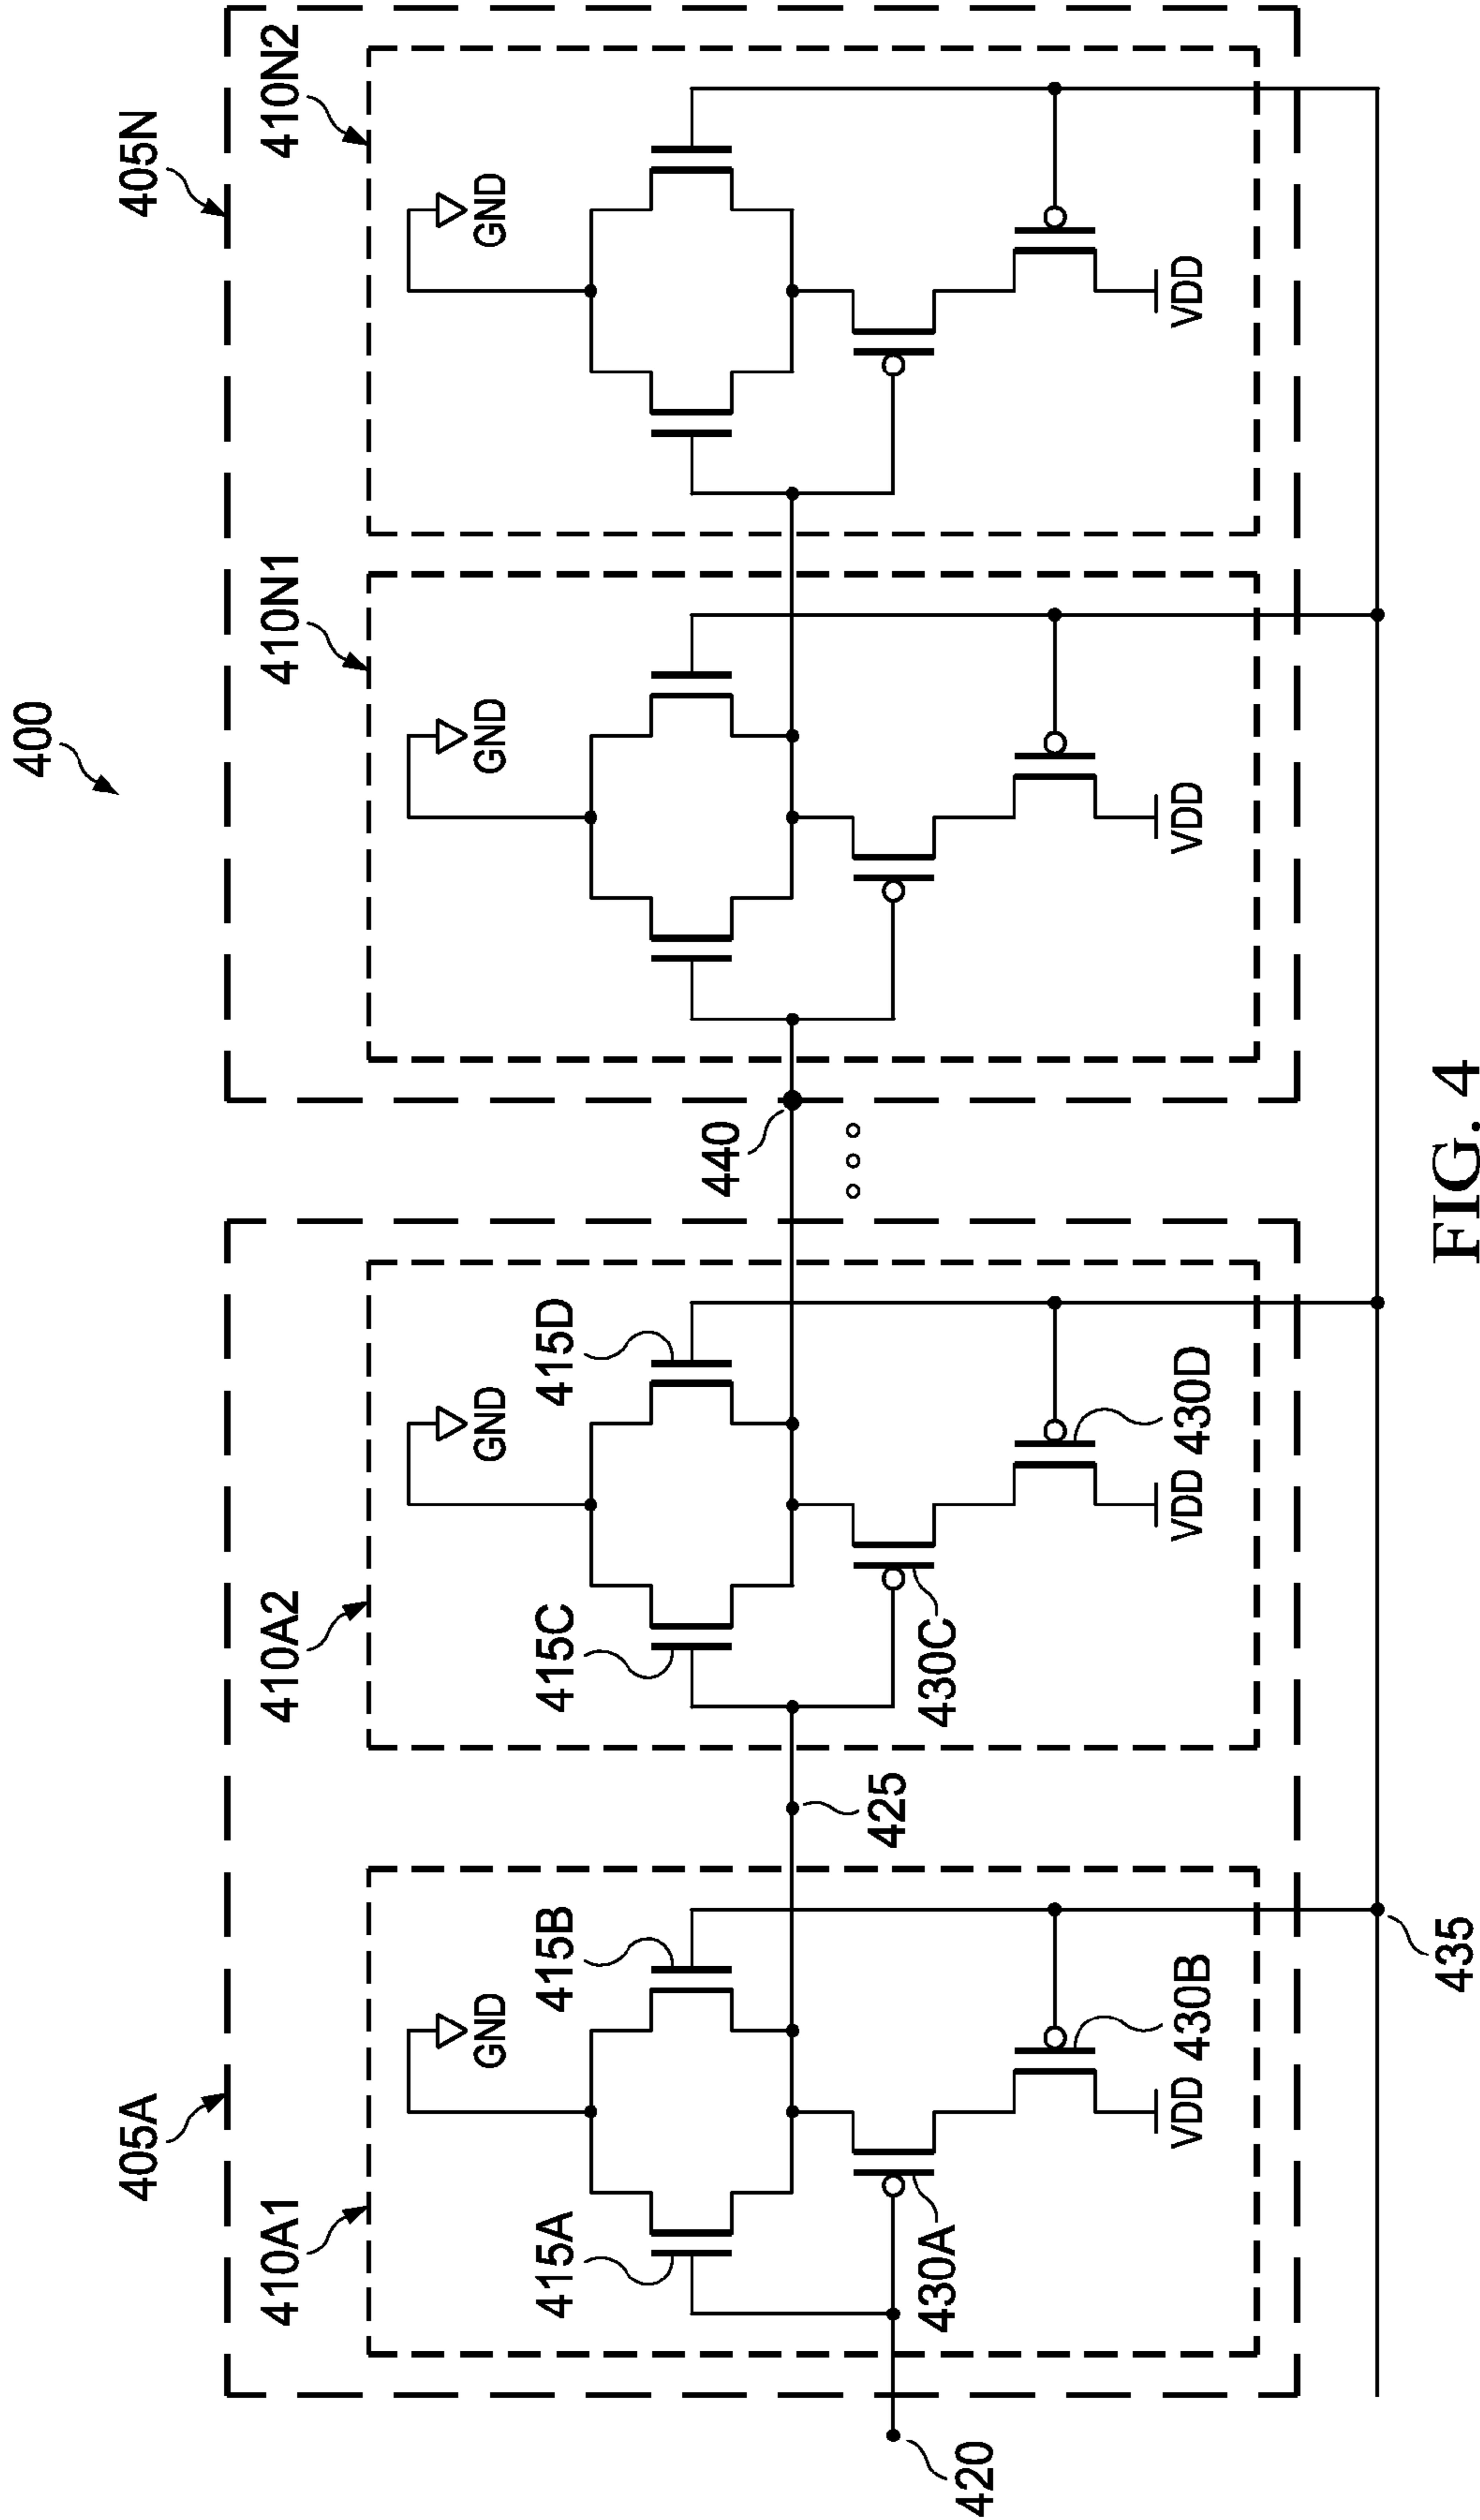 400
405A
405N
410A1
410A2
410N1
410N2
GND
GND
GND
GND
415A
415B
415C
415D
440
425
420
430A
430C
VDD
430B
VDD
430D
VDD
VDD
435
FIG. 4